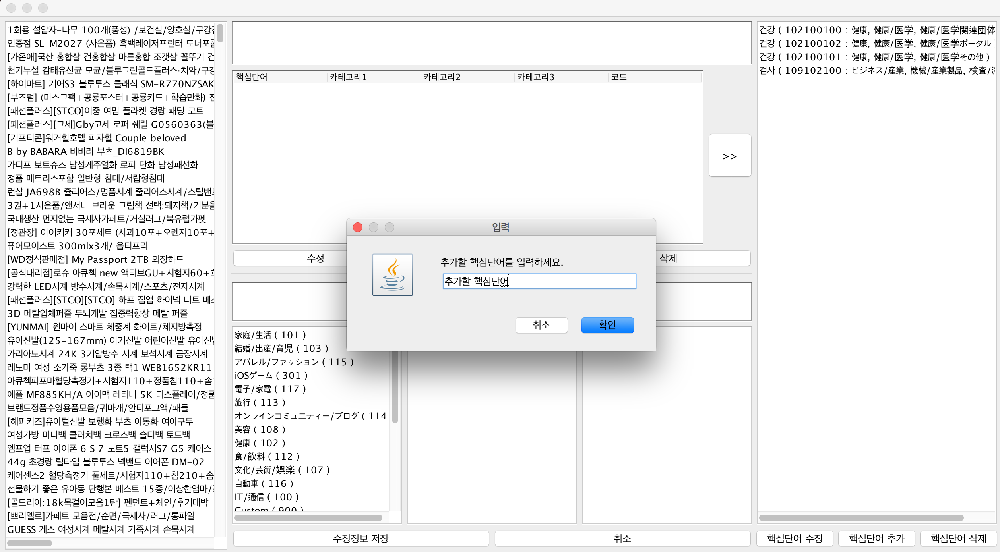 1회용 설압자-나무 100개(풍성) /보건실/양호실/구강
인증점 SL-M2027 (사은품) 흑백레이저프린터 토너포함
[가온애]국산 홍합살 건홍합살 마른홍합 조갯살 꼴뚜기 건
천기누설 감태유산균 모균/블루그린골드플러스·치약/구강
[하이마트] 기어S3 블루투스 클래식 SM-R770NZSAK
[부즈펌] (마스크팩+공룡포스터+공룡카드+학습만화)
[패션플러스][STCO]이중 여밈 플라켓 경량 패딩 코트
[패션플러스][고세]Gby고세 로퍼 쉐릴 G0560363(블
[기프티콘]워커힐호텔 피자힐 Couple beloved
B by BABARA 바바라 부츠_DI6819BK
카디프 보트슈즈 남성케주얼화 로퍼 단화 남성패션화
정품 매트리스포함 일반형 침대/서랍형침대
런샵 JA698B 쥴리어스/명품시계 줄리어스시계/스틸밴드
3권+1사은품/앤서니 브라운 그림책 선택:돼지책/기분을
국내생산 먼지없는 극세사카페트/거실러그/북유럽카펫
[정관장] 아이키커 30포세트 (사과10포+오렌지10포+
퓨어모이스트 300mlx3개/ 옵티프리
[WD정식판매점] My Passport 2TB 외장하드
[공식대리점]로슈 아큐첵 new 액티브GU+시험지60+
강력한 LED시계 방수시계/손목시계/스포츠/전자시계
[패션플러스][STCO][STCO] 하프 집업 하이넥 니트 베스
3D 메탈입체퍼즐 두뇌개발 집중력향상 메탈 퍼즐
[YUNMAI] 윈마이 스마트 체중계 화이트/체지방측정
유아신발(125-167mm) 아기신발 어린이신발 유아신발
카리아노시계 24K 3기압방수 시계 보석시계 금장시계
레노마 여성 소가죽 롱부츠 3종 택1 WEB1652KR11
아큐첵퍼포마혈당측정기+시험지110+정품침110+솜
애플 MF885KH/A 아이맥 레티나 5K 디스플레이/정품
브랜드정품수영용품모음/귀마개/안티포그액/패들
[해피키즈]유아털신발 보행화 부츠 아동화 여아구두
여성가방 미니백 클러치백 크로스백 숄더백 토드백
엠프업 터프 아이폰 6 S 7 노트5 갤럭시S7 G5 케이스
44g 초경량 릴타입 블루투스 넥밴드 이어폰 DM-02
케어센스2 혈당측정기 풀세트/시험지110+침210+솜
선물하기 좋은 유아동 단행본 베스트 15종/이상한엄마/
[골드리아:18k목걸이모음1탄] 펜던트+체인/후기대박
[쁘리엘르]카페트 모음전/순면/극세사/러그/롱파일
GUESS 게스 여성시계 메탈시계 가죽시계 손목시계
핵심단어 카테고리1 카테고리2 카테고리3 코드
>>
수정
삭제
입력
추가할 핵심단어를 입력하세요.
추가할 핵심단어
취소 확인
家庭/生活 ( 101 )
結婚/出産/育児 ( 103 )
アパレル/ファッション ( 115 )
iOSゲーム ( 301 )
電子/家電 ( 117 )
旅行 ( 113 )
オンラインコミュニティー/ブログ ( 114
美容 ( 108 )
健康 ( 102 )
食/飲料 ( 112 )
文化/芸術/娯楽 ( 107 )
自動車 ( 116 )
IT/通信 ( 100 )
Custom ( 900 )
수정정보 저장 취소
건강 ( 102100100 : 健康, 健康/医学, 健康/医学関連団体
건강 ( 102100102 : 健康, 健康/医学, 健康/医学ポータル )
건강 ( 102100101 : 健康, 健康/医学, 健康/医学その他 )
검사 ( 109102100 : ビジネス/産業, 機械/産業製品, 検査/測
핵심단어 수정 핵심단어 추가 핵심단어 삭제